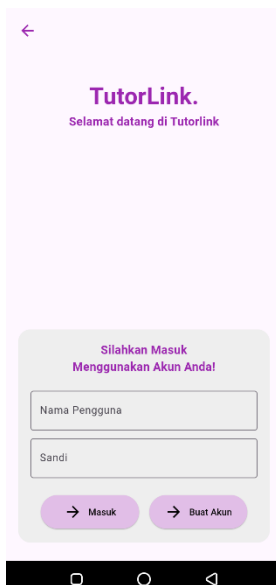 TutorLink.
Selamat datang di Tutorlink
Silahkan Masuk
Menggunakan Akun Anda!
Nama Pengguna
Sandi
Masuk
Buat Akun